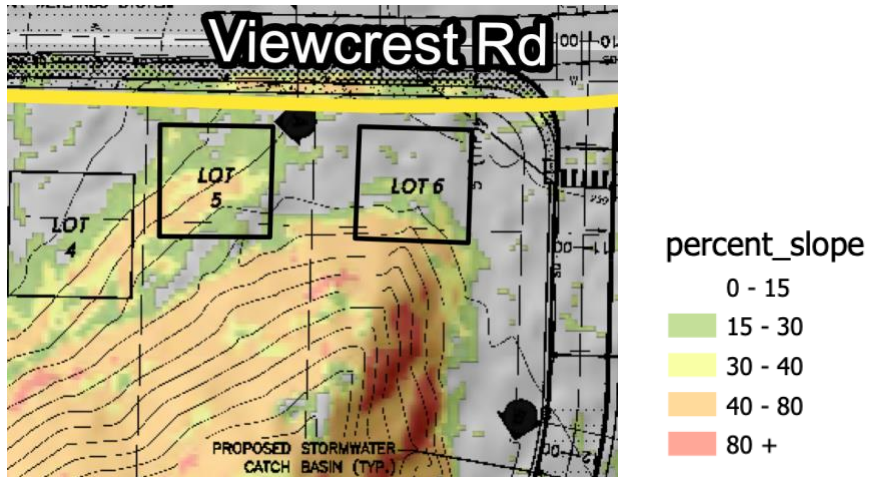 Viewcrest Rd
LOT
5
LOT 6
LOT
4
PROPOSED STORMWATER
CATCH BASIN (TYP.)
percent_slope
0 - 15
15 - 30
30 - 40
40 - 80
80 +